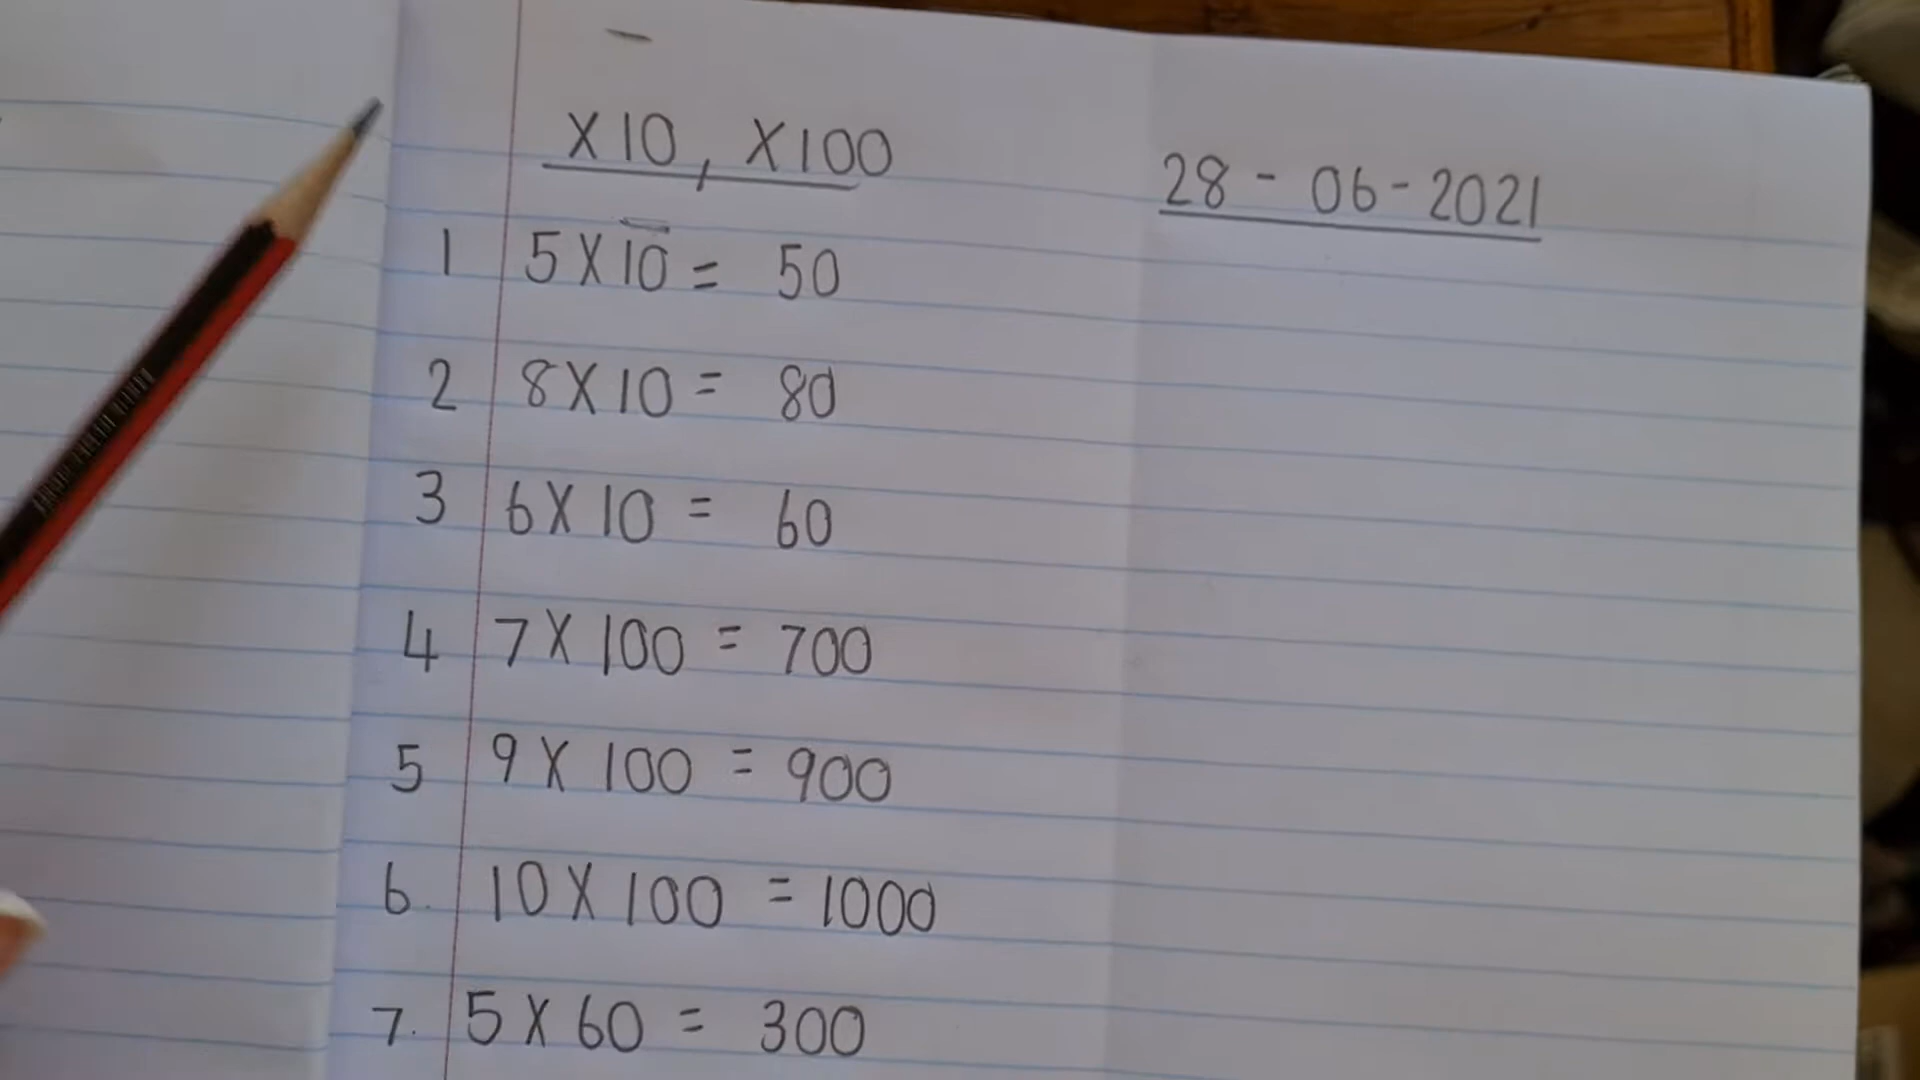 X10, X100
28 - 06 - 2021
1 5 X 10 = 50
2 8 X 10 = 80
3 6 X 10 = 60
4 7 X 100 = 700
5 9 X 100 = 900
6. 10 X 100 = 1000
7. 5 X 60 = 300